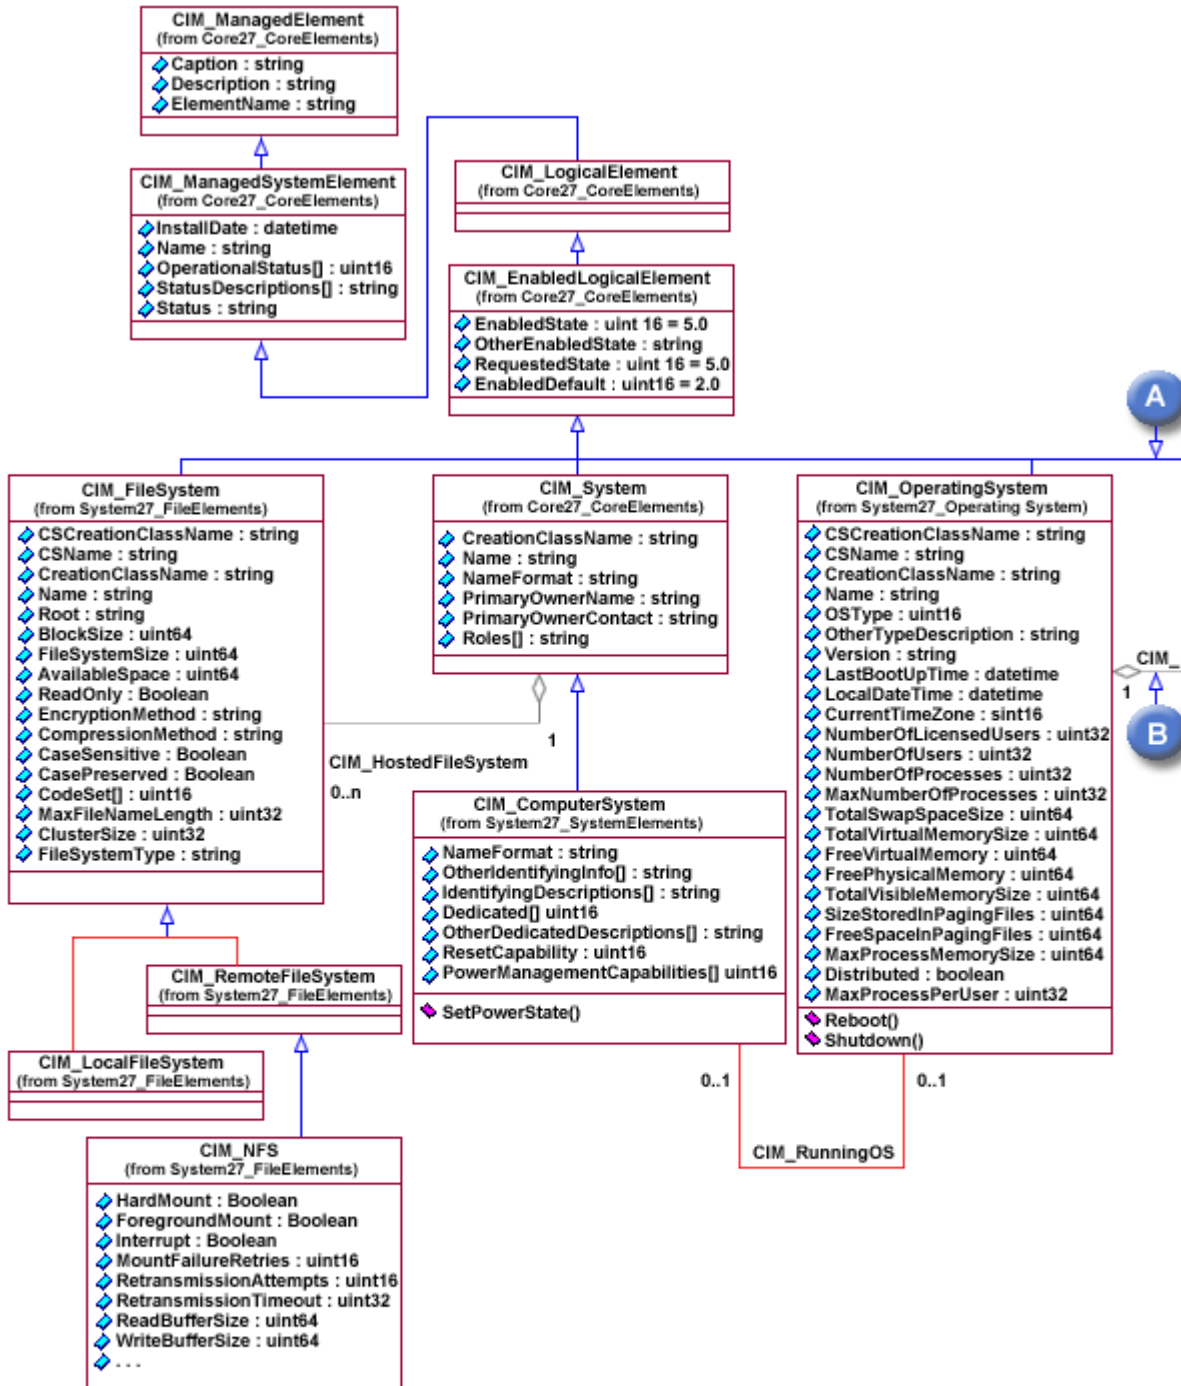 CIM_ManagedElement
(from Core27_CoreElements)
Caption : string
Description : string
ElementName : string
CIM_ManagedSystemElement
(from Core27_CoreElements)
InstallDate : datetime
Name : string
OperationalStatus[] : uint16
StatusDescriptions[] : string
Status : string
CIM_LogicalElement
(from Core27_CoreElements)
CIM_EnabledLogicalElement
(from Core27_CoreElements)
EnabledState : uint 16 = 5.0
OtherEnabledState : string
RequestedState : uint 16 = 5.0
EnabledDefault : uint16 = 2.0
A
CIM_FileSystem
(from System27_FileElements)
CSCreationClassName : string
CSName : string
CreationClassName : string
Name : string
Root : string
BlockSize : uint64
FileSystemSize : uint64
AvailableSpace : uint64
ReadOnly : Boolean
EncryptionMethod : string
CompressionMethod : string
CaseSensitive : Boolean
CasePreserved : Boolean
CodeSet[] : uint16
MaxFileNameLength : uint32
ClusterSize : uint32
FileSystemType : string
CIM_System
(from Core27_CoreElements)
CreationClassName : string
Name : string
NameFormat : string
PrimaryOwnerName : string
PrimaryOwnerContact : string
Roles[] : string
1
CIM_HostedFileSystem
0..n
CIM_OperatingSystem
(from System27_Operating System)
CSCreationClassName : string
CSName : string
CreationClassName : string
Name : string
OSType : uint16
OtherTypeDescription : string
Version : string
LastBootUpTime : datetime
LocalDateTime : datetime
CurrentTimeZone : sint16
NumberOfLicensedUsers : uint32
NumberOfUsers : uint32
NumberOfProcesses : uint32
MaxNumberOfProcesses : uint32
TotalSwapSpaceSize : uint64
TotalVirtualMemorySize : uint64
FreeVirtualMemory : uint64
FreePhysicalMemory : uint64
TotalVisibleMemorySize : uint64
SizeStoredInPagingFiles : uint64
FreeSpaceInPagingFiles : uint64
MaxProcessMemorySize : uint64
Distributed : boolean
MaxProcessPerUser : uint32
Reboot()
Shutdown()
CIM_
1
B
CIM_ComputerSystem
(from System27_SystemElements)
NameFormat : string
OtherIdentifyingInfo[] : string
IdentifyingDescriptions[] : string
Dedicated[] uint16
OtherDedicatedDescriptions[] : string
ResetCapability : uint16
PowerManagementCapabilities[] uint16
SetPowerState()
CIM_RemoteFileSystem
(from System27_FileElements)
CIM_LocalFileSystem
(from System27_FileElements)
0..1
0..1
CIM_RunningOS
CIM_NFS
(from System27_FileElements)
HardMount : Boolean
ForegroundMount : Boolean
Interrupt : Boolean
MountFailureRetries : uint16
RetransmissionAttempts : uint16
RetransmissionTimeout : uint32
ReadBufferSize : uint64
WriteBufferSize : uint64
. . .